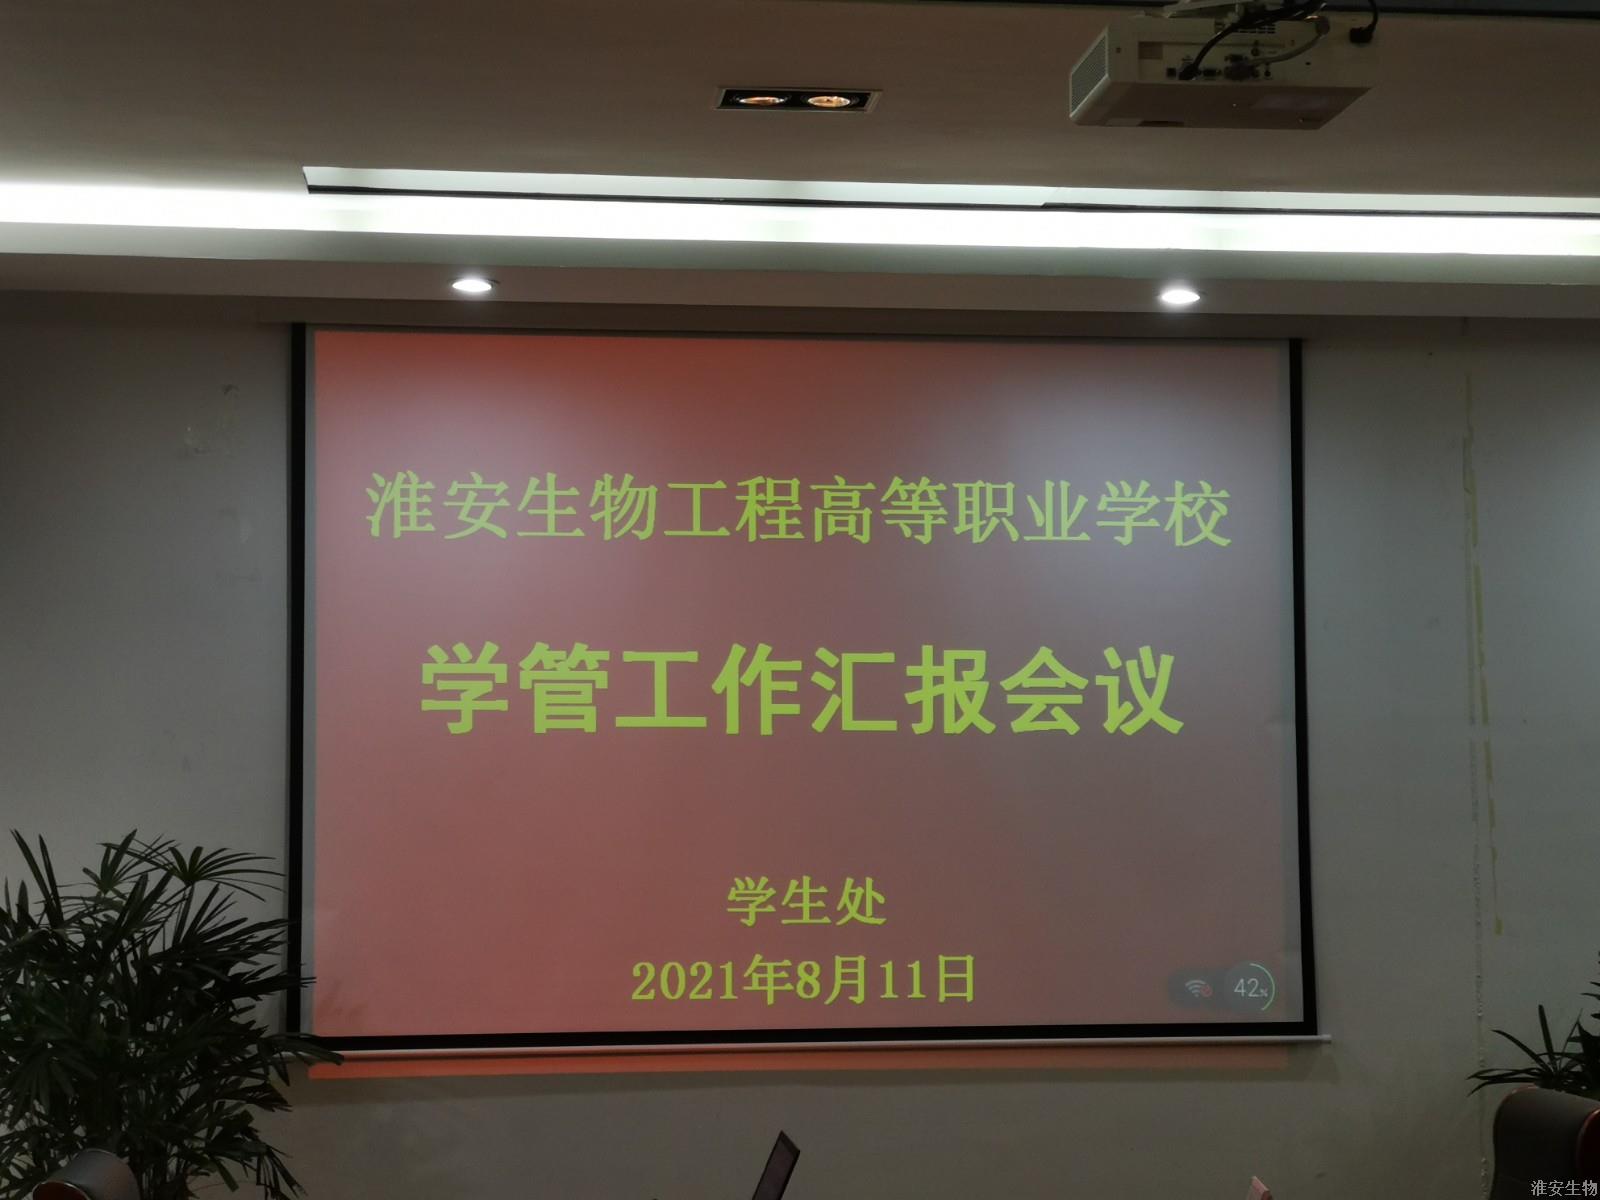 淮安生物工程高等职业学校
学管工作汇报会议
学生处
2021年8月11日
42%
淮安生物